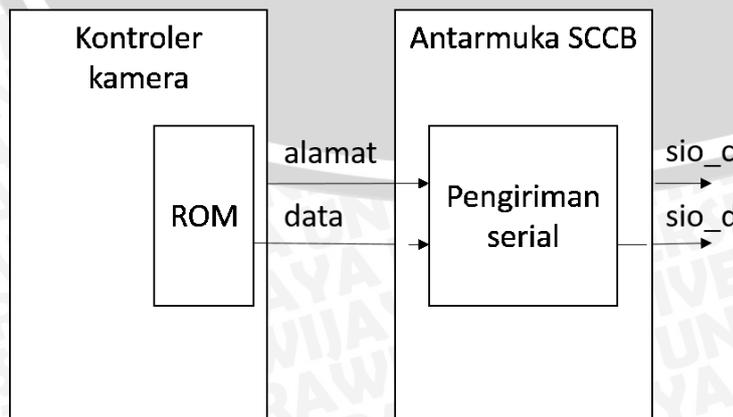 Kontroler
kamera
Antarmuka SCCB
ROM
alamat
data
Pengiriman
serial
sio_c
sio_d